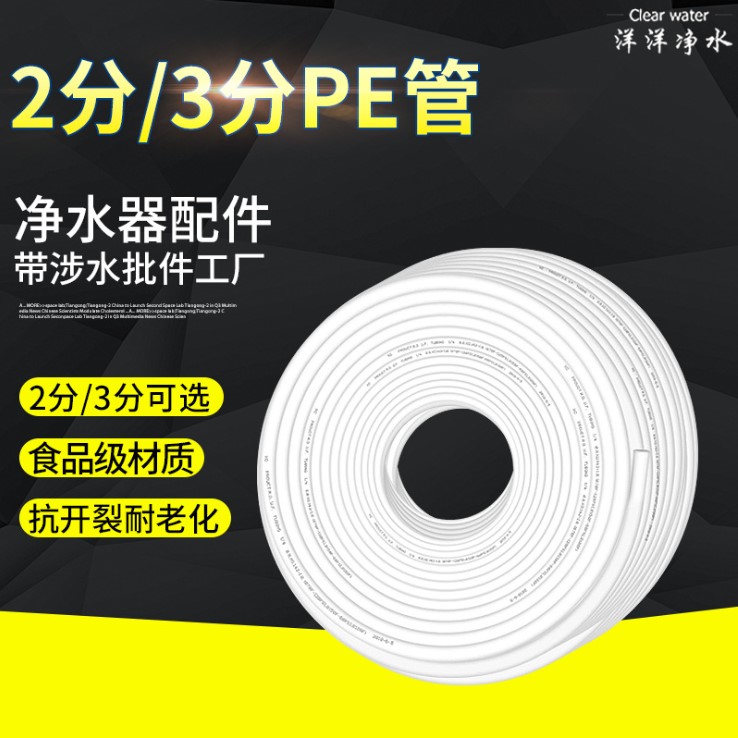 Clear water
洋洋净水
2分/3分PE管
净水器配件
带涉水批件工厂
2分/3分可选
食品级材质
抗开裂耐老化